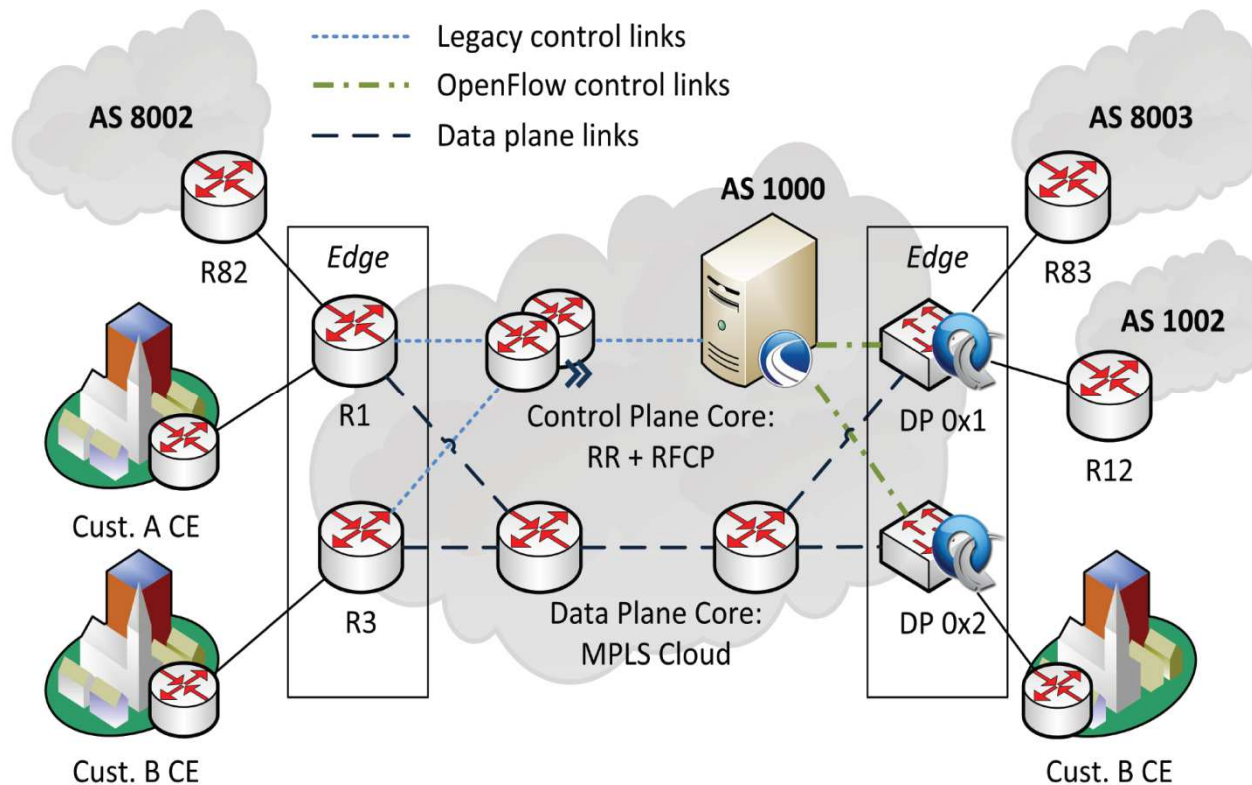 Legacy control links
OpenFlow control links
Data plane links
AS 8002
AS 8003
AS 1000
Edge
Edge
R82
R83
AS 1002
R1
Control Plane Core:
RR + RFCP
DP 0x1
R12
Cust. A CE
R3
Data Plane Core:
MPLS Cloud
DP 0x2
Cust. B CE
Cust. B CE